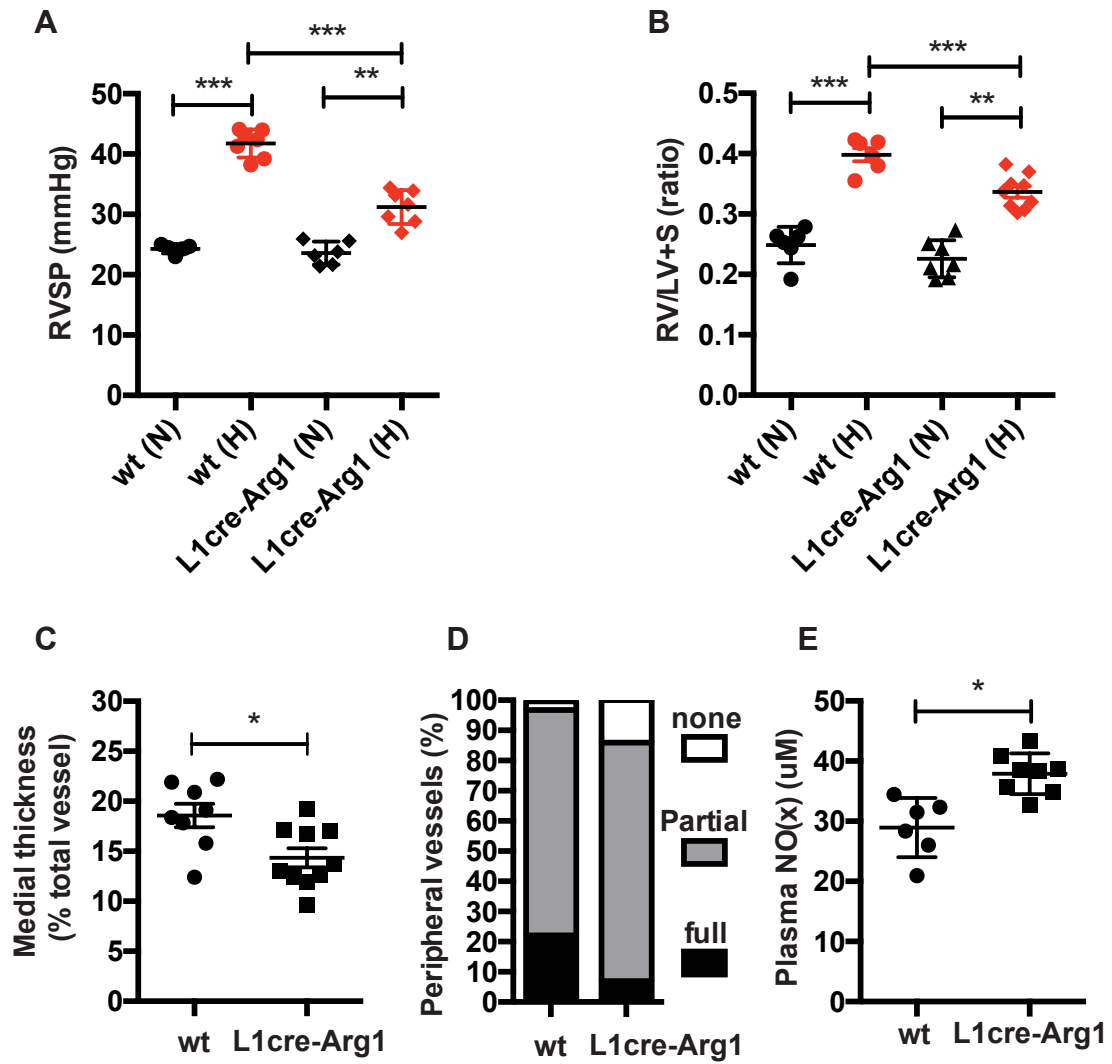 A
RVSP (mmHg)
50
40
30
20
10
0
***
***
**
wt (N)
wt (H)
L1cre-Arg1 (N)
L1cre-Arg1 (H)
B
RV/LV+S (ratio)
0.5
0.4
0.3
0.2
0.1
0.0
***
***
**
wt (N)
wt (H)
L1cre-Arg1 (N)
L1cre-Arg1 (H)
C
Medial thickness
(% total vessel)
30
25
20
15
10
5
0
*
wt
L1cre-Arg1
D
Peripheral vessels (%)
100
90
80
70
60
50
40
30
20
10
0
none
Partial
full
wt
L1cre-Arg1
E
Plasma NO(x) (uM)
50
40
30
20
10
0
*
wt
L1cre-Arg1